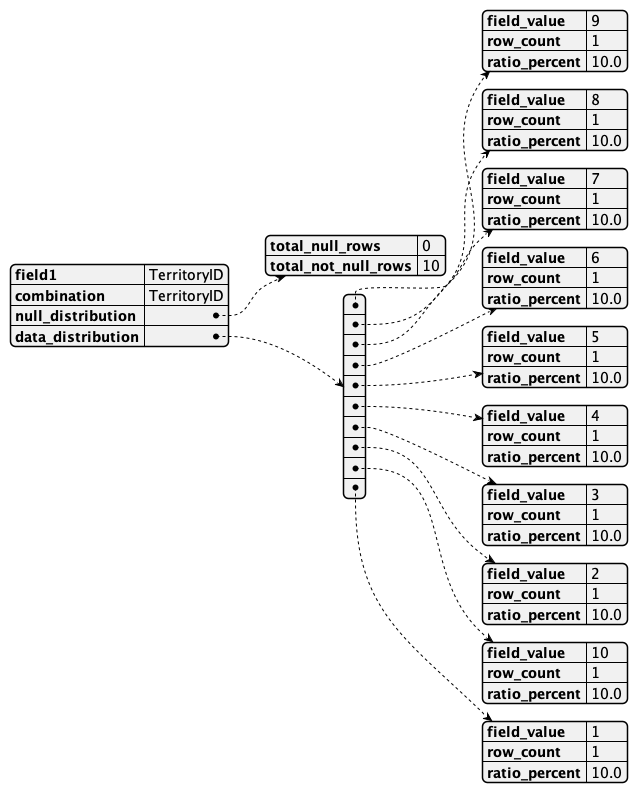 field1 TerritoryID
combination TerritoryID
null_distribution
data_distribution
total_null_rows 0
total_not_null_rows 10
field_value 9
row_count 1
ratio_percent 10.0
field_value 8
row_count 1
ratio_percent 10.0
field_value 7
row_count 1
ratio_percent 10.0
field_value 6
row_count 1
ratio_percent 10.0
field_value 5
row_count 1
ratio_percent 10.0
field_value 4
row_count 1
ratio_percent 10.0
field_value 3
row_count 1
ratio_percent 10.0
field_value 2
row_count 1
ratio_percent 10.0
field_value 10
row_count 1
ratio_percent 10.0
field_value 1
row_count 1
ratio_percent 10.0